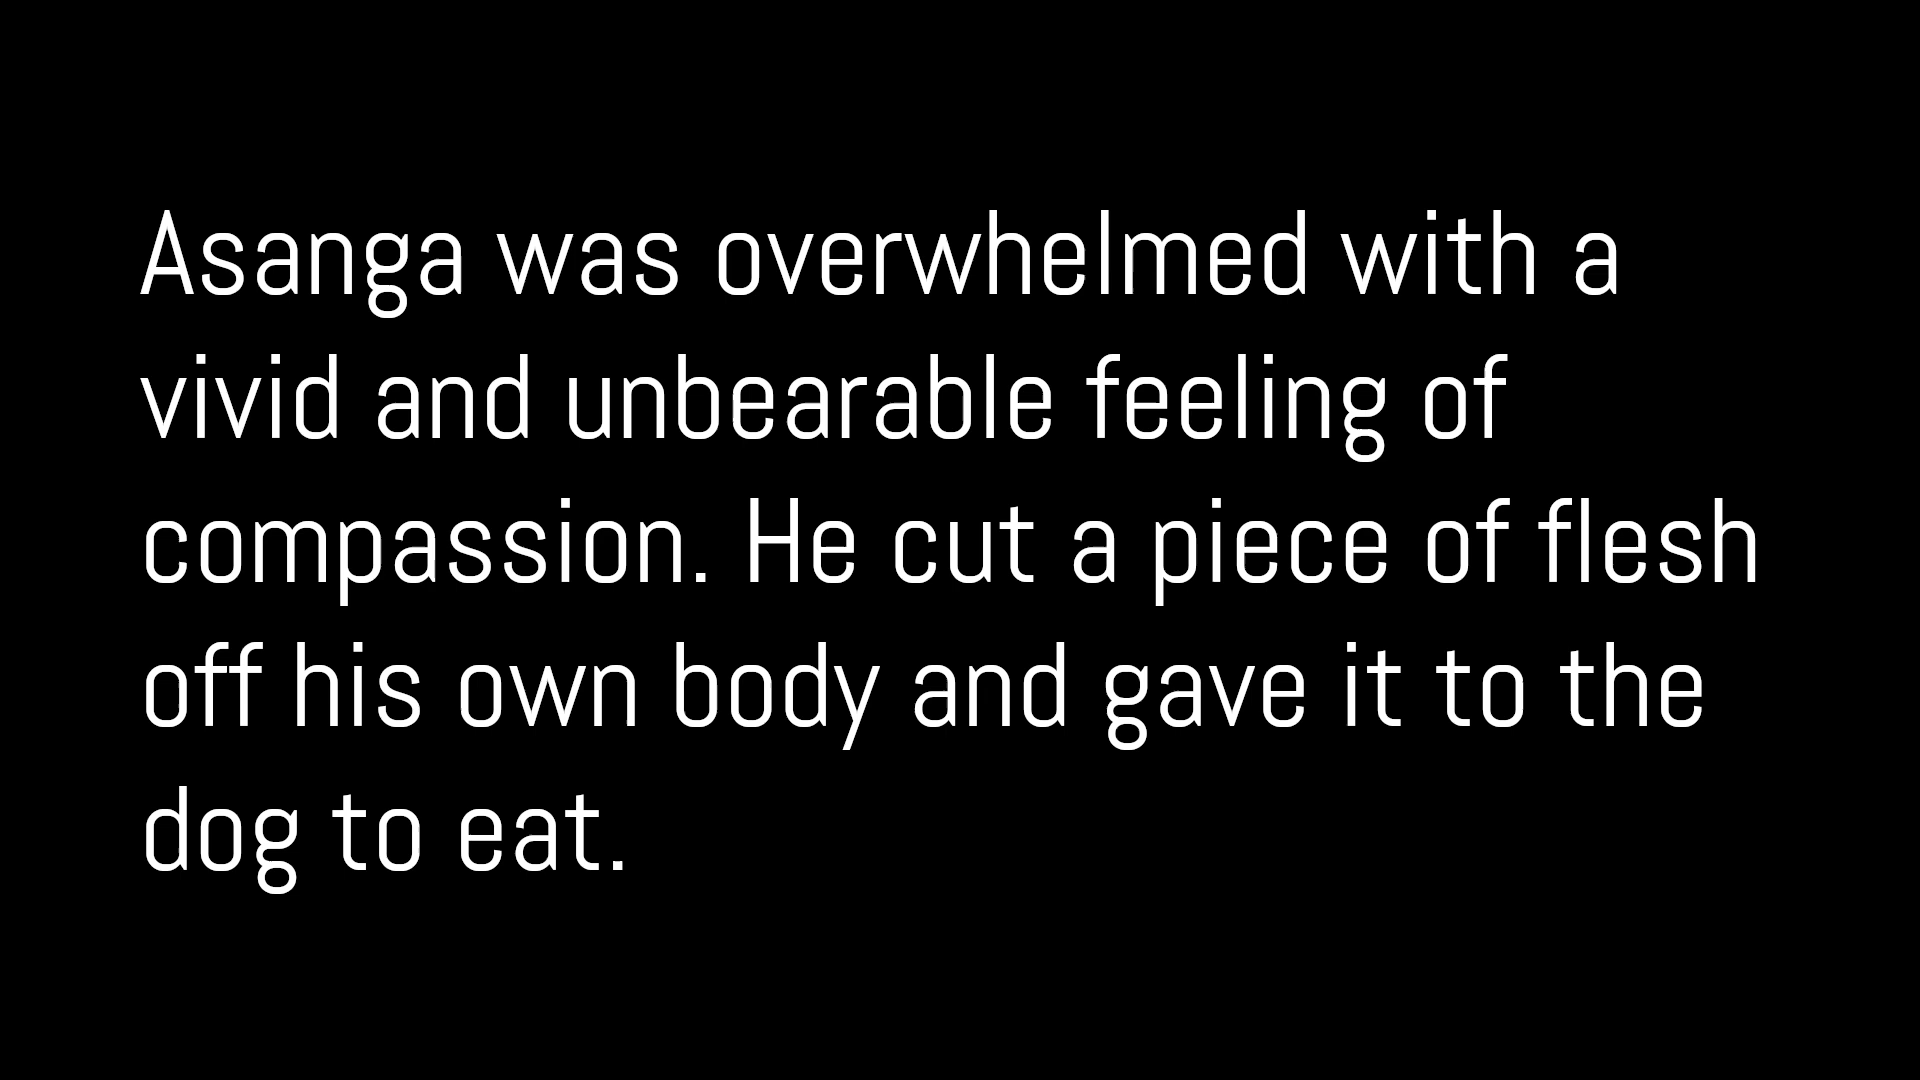 Asanga was overwhelmed with a
vivid and unbearable feeling of
compassion. He cut a piece of flesh
off his own body and gave it to the
dog to eat.